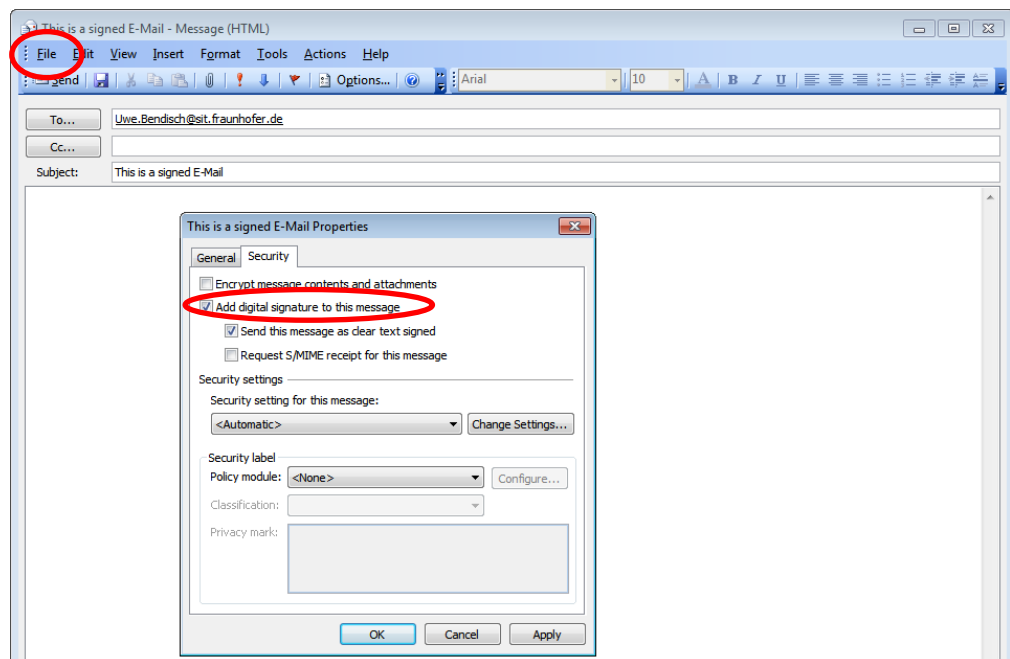 This is a signed E-Mail - Message (HTML)
File Edit View Insert Format Tools Actions Help
Send Options... Arial 10 A B I U
To... Uwe.Bendisch@sit.fraunhofer.de
Cc...
Subject: This is a signed E-Mail
This is a signed E-Mail Properties
General Security
Encrypt message contents and attachments
Add digital signature to this message
Send this message as clear text signed
Request S/MIME receipt for this message
Security settings
Security setting for this message:
<Automatic> Change Settings...
Security label
Policy module: <None> Configure...
Classification:
Privacy mark:
OK Cancel Apply